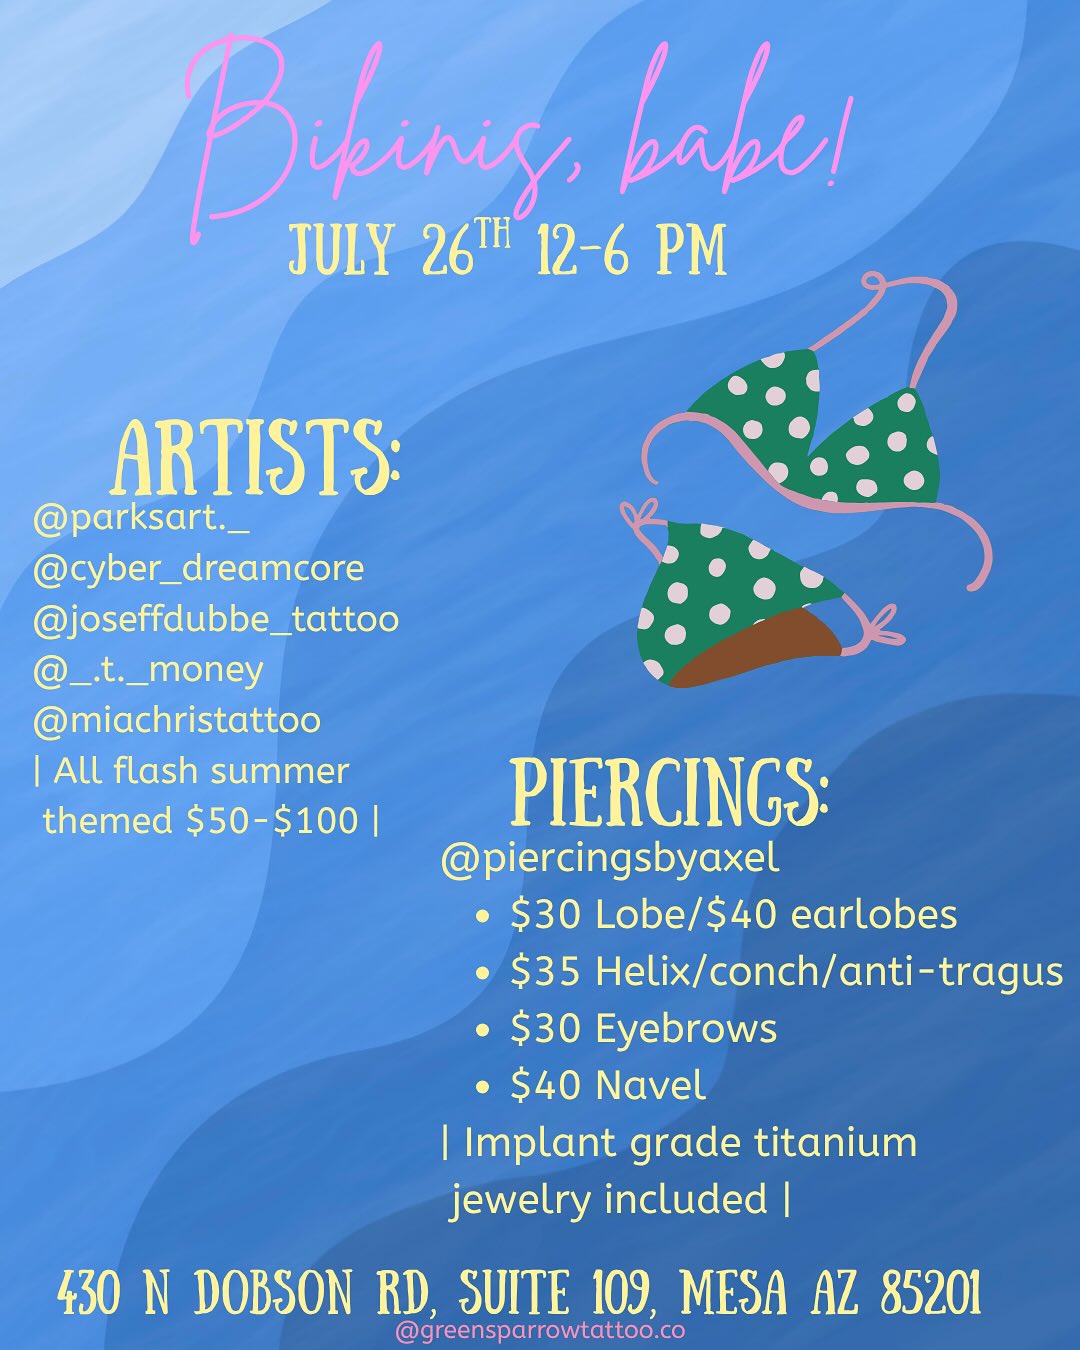 Bikinis, babe!
JULY 26TH 12-6 PM
ARTISTS:
@parksart._
@cyber_dreamcore
@joseffdubbe_tattoo
@_.t._money
@miachristattoo
| All flash summer
themed $50-$100 |
PIERCINGS:
@piercingsbyaxel
• $30 Lobe/$40 earlobes
• $35 Helix/conch/anti-tragus
• $30 Eyebrows
• $40 Navel
| Implant grade titanium
jewelry included |
430 N DOBSON RD, SUITE 109, MESA AZ 85201
@greensparrowtattoo.co